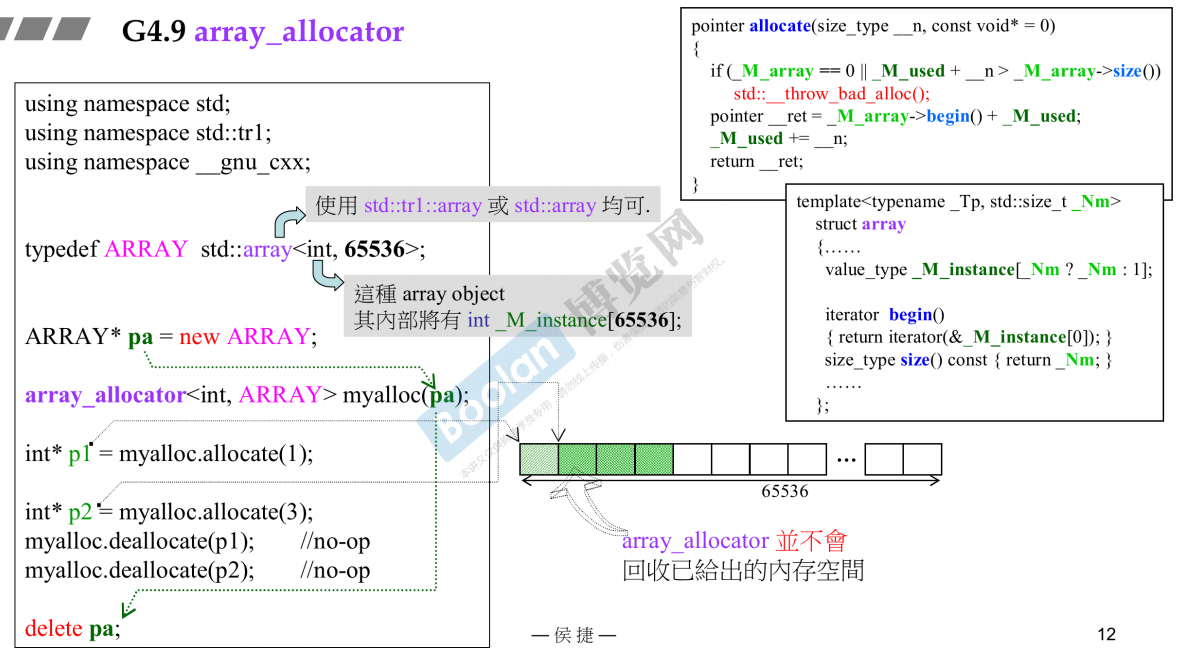 G4.9 array_allocator
using namespace std;
using namespace std::tr1;
using namespace __gnu_cxx;
使用 std::tr1::array 或 std::array 均可.
typedef ARRAY std::array<int, 65536>;
這種 array object
其內部將有 int _M_instance[65536];
ARRAY* pa = new ARRAY;
array_allocator<int, ARRAY> myalloc(pa);
int* p1 = myalloc.allocate(1);
int* p2 = myalloc.allocate(3);
myalloc.deallocate(p1); //no-op
myalloc.deallocate(p2); //no-op
delete pa;
pointer allocate(size_type __n, const void* = 0)
{
if (_M_array == 0 || _M_used + __n > _M_array->size())
std::__throw_bad_alloc();
pointer __ret = _M_array->begin() + _M_used;
_M_used += __n;
return __ret;
}
template<typename _Tp, std::size_t _Nm>
struct array
{……
value_type _M_instance[_Nm ? _Nm : 1];
iterator begin()
{ return iterator(&_M_instance[0]); }
size_type size() const { return _Nm; }
……
};
...
65536
array_allocator 並不會
回收已給出的內存空間
Boolan 博览网
— 侯 捷 —
12